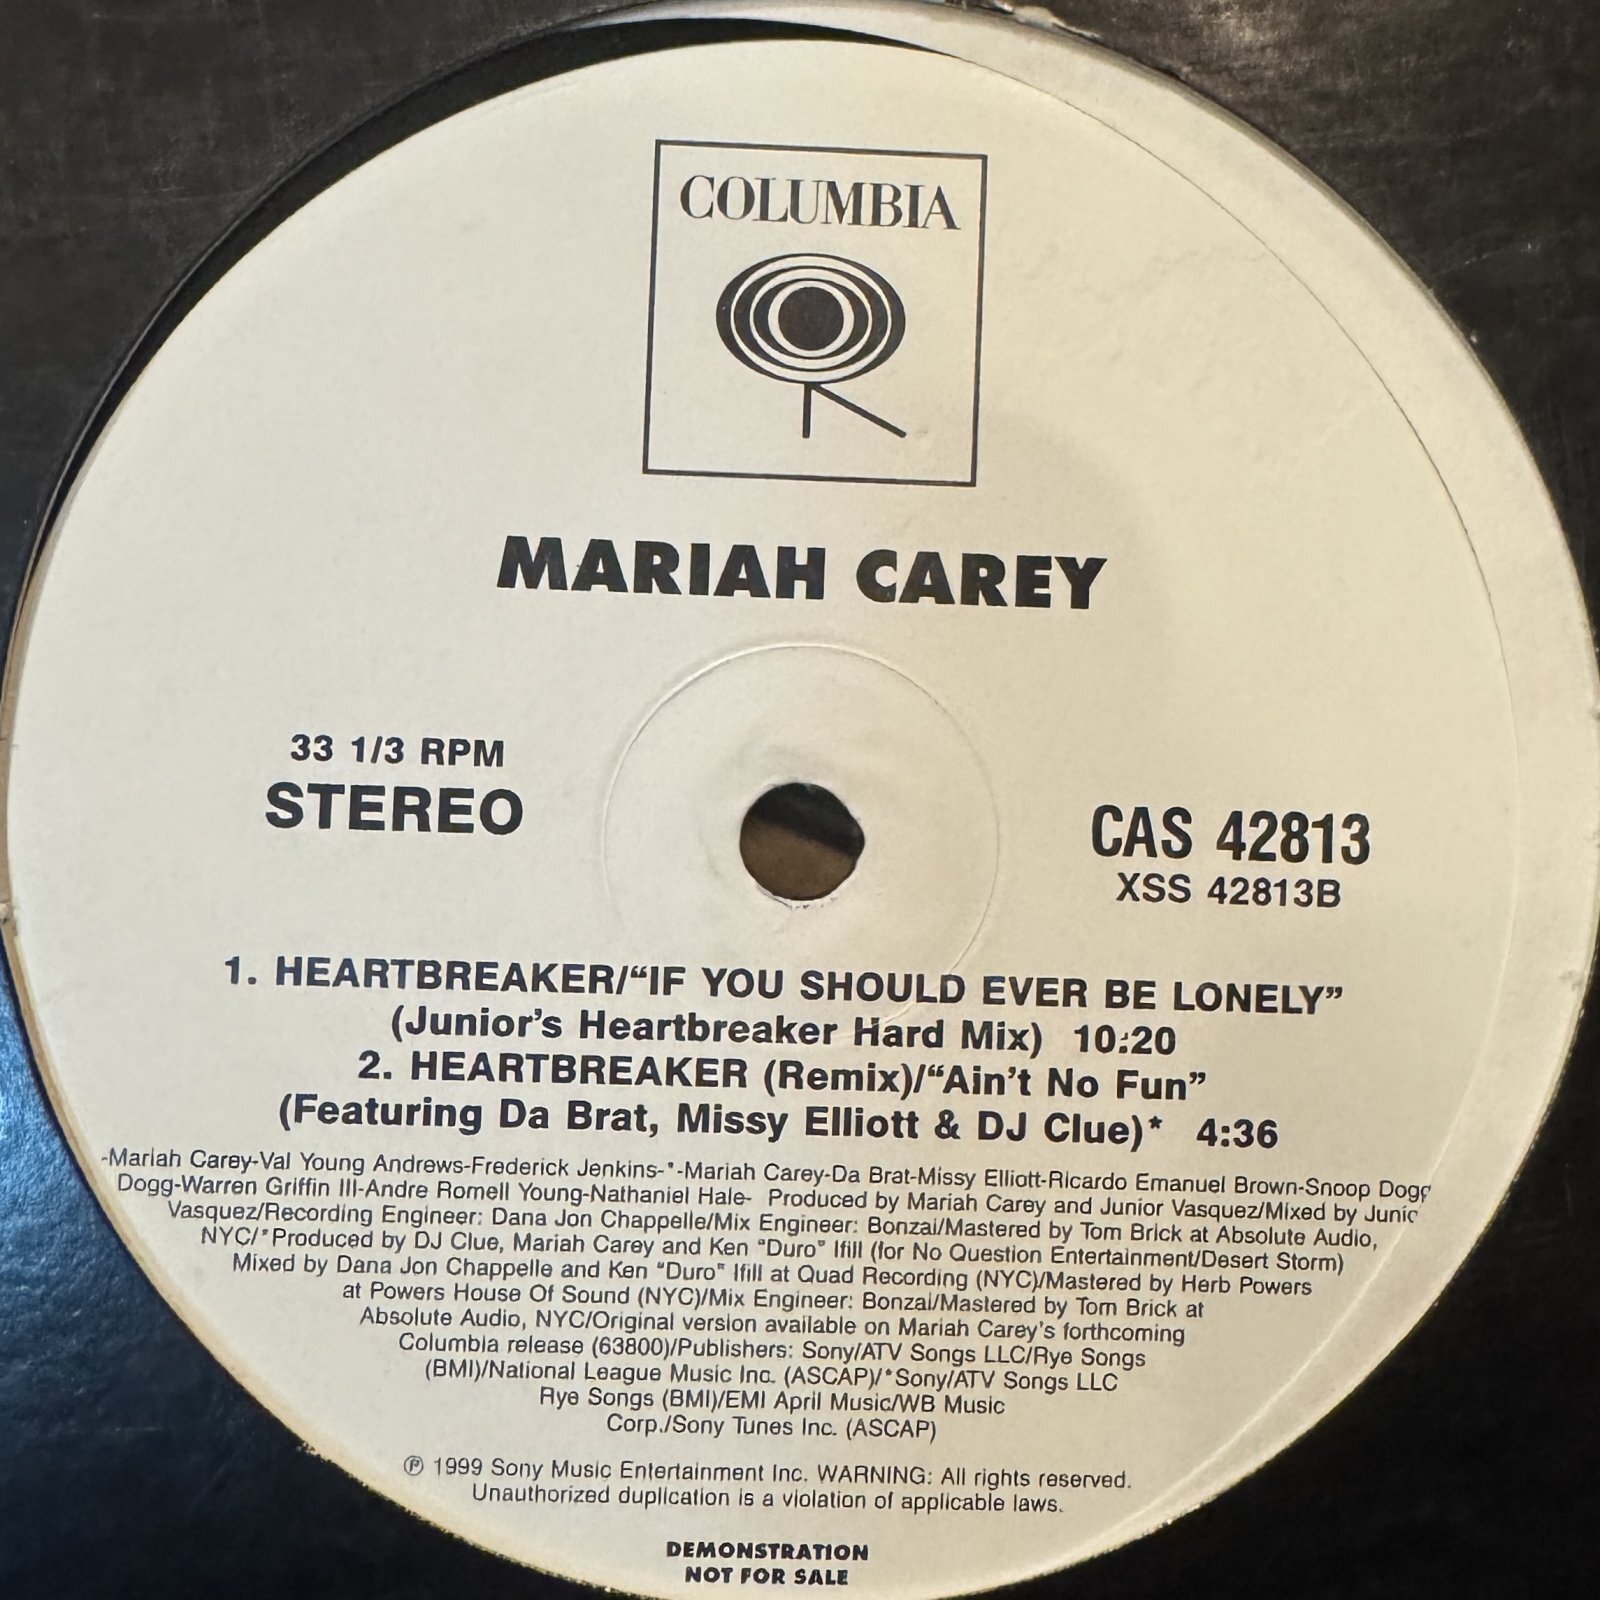 COLUMBIA
MARIAH CAREY
33 1/3 RPM
STEREO
CAS 42813
XSS 42813B
1. HEARTBREAKER/“IF YOU SHOULD EVER BE LONELY”
(Junior's Heartbreaker Hard Mix) 10:20
2. HEARTBREAKER (Remix)/“Ain't No Fun”
(Featuring Da Brat, Missy Elliott & DJ Clue)* 4:36
-Mariah Carey-Val Young Andrews-Frederick Jenkins-*-Mariah Carey-Da Brat-Missy Elliott-Ricardo Emanuel Brown-Snoop Dogg
Dogg-Warren Griffin III-Andre Romell Young-Nathaniel Hale- Produced by Mariah Carey and Junior Vasquez/Mixed by Junio
Vasquez/Recording Engineer: Dana Jon Chappelle/Mix Engineer: Bonzai/Mastered by Tom Brick at Absolute Audio,
NYC/*Produced by DJ Clue, Mariah Carey and Ken "Duro" Ifill (for No Question Entertainment/Desert Storm)
Mixed by Dana Jon Chappelle and Ken "Duro" Ifill at Quad Recording (NYC)/Mastered by Herb Powers
at Powers House Of Sound (NYC)/Mix Engineer: Bonzai/Mastered by Tom Brick at
Absolute Audio, NYC/Original version available on Mariah Carey's forthcoming
Columbia release (63800)/Publishers: Sony/ATV Songs LLC/Rye Songs
(BMI)/National League Music Inc. (ASCAP)/*Sony/ATV Songs LLC
Rye Songs (BMI)/EMI April Music/WB Music
Corp./Sony Tunes Inc. (ASCAP)
℗ 1999 Sony Music Entertainment Inc. WARNING: All rights reserved.
Unauthorized duplication is a violation of applicable laws.
DEMONSTRATION
NOT FOR SALE